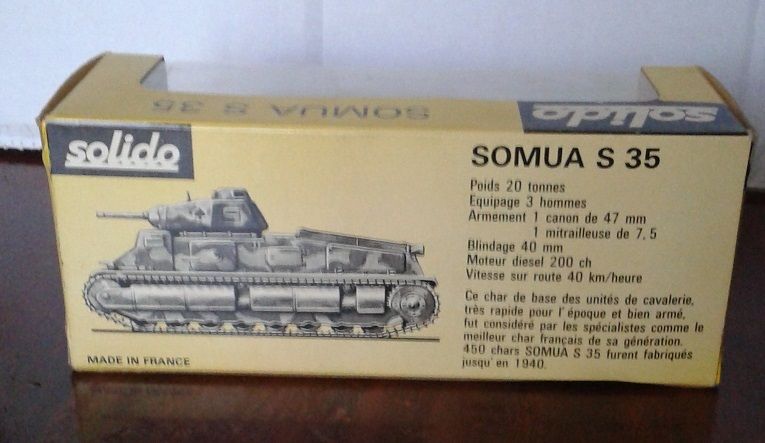 SOMUA S 35
solido
solido
SOMUA S 35
Poids 20 tonnes
Equipage 3 hommes
Armement 1 canon de 47 mm
1 mitrailleuse de 7,5
Blindage 40 mm
Moteur diesel 200 ch
Vitesse sur route 40 km/heure
Ce char de base des unités de cavalerie,
très rapide pour l'époque et bien armé,
fut considéré par les spécialistes comme le
meilleur char français de sa génération.
450 chars SOMUA S 35 furent fabriqués
jusqu'en 1940.
MADE IN FRANCE